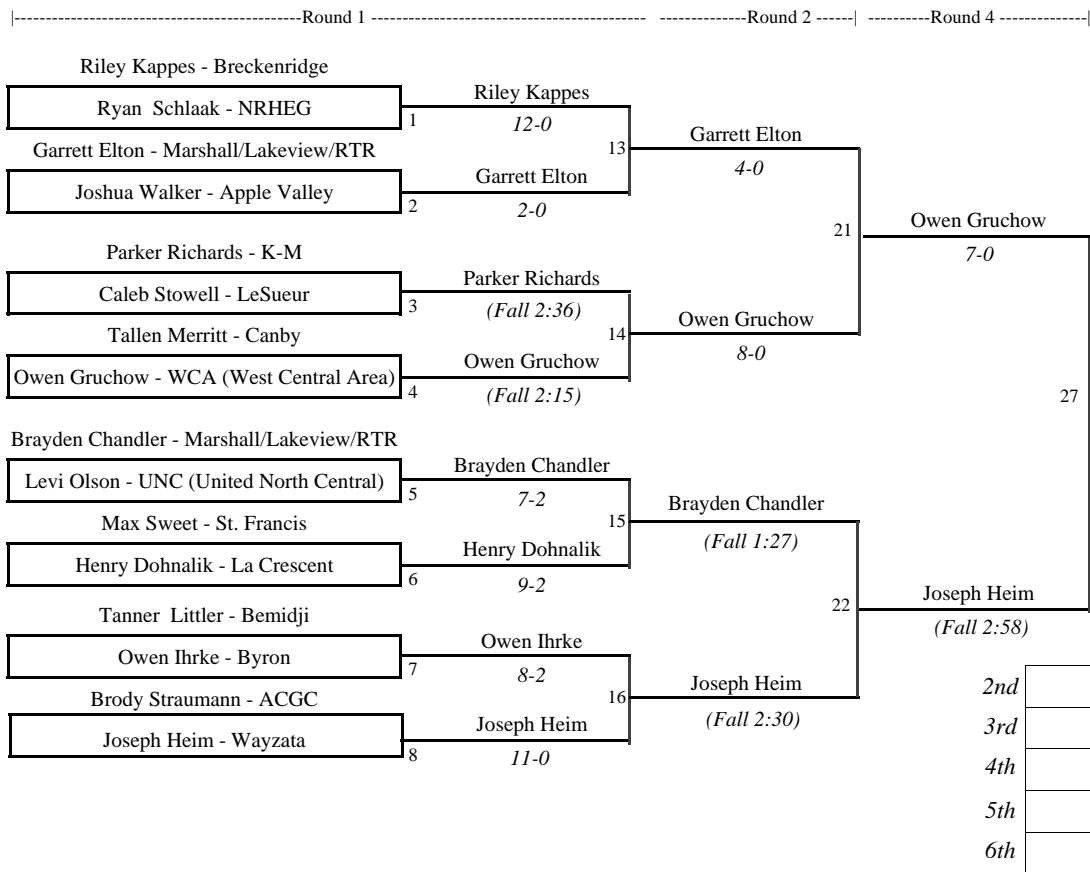 |----------------------------------------Round 1 --------------------------------------
------------Round 2 ------|
---------Round 4 -------------|
Riley Kappes - Breckenridge
Ryan Schlaak - NRHEG
1
Riley Kappes
12-0
13
Garrett Elton
4-0
Garrett Elton - Marshall/Lakeview/RTR
Joshua Walker - Apple Valley
2
Garrett Elton
2-0
21
Owen Gruchow
7-0
Parker Richards - K-M
Caleb Stowell - LeSueur
3
Parker Richards
(Fall 2:36)
14
Owen Gruchow
8-0
Tallen Merritt - Canby
Owen Gruchow - WCA (West Central Area)
4
Owen Gruchow
(Fall 2:15)
27
Brayden Chandler - Marshall/Lakeview/RTR
Levi Olson - UNC (United North Central)
5
Brayden Chandler
7-2
15
Brayden Chandler
(Fall 1:27)
Max Sweet - St. Francis
Henry Dohnalik - La Crescent
6
Henry Dohnalik
9-2
22
Joseph Heim
(Fall 2:58)
Tanner Littler - Bemidji
Owen Ihrke - Byron
7
Owen Ihrke
8-2
16
Joseph Heim
(Fall 2:30)
Brody Straumann - ACGC
Joseph Heim - Wayzata
8
Joseph Heim
11-0
2nd
3rd
4th
5th
6th